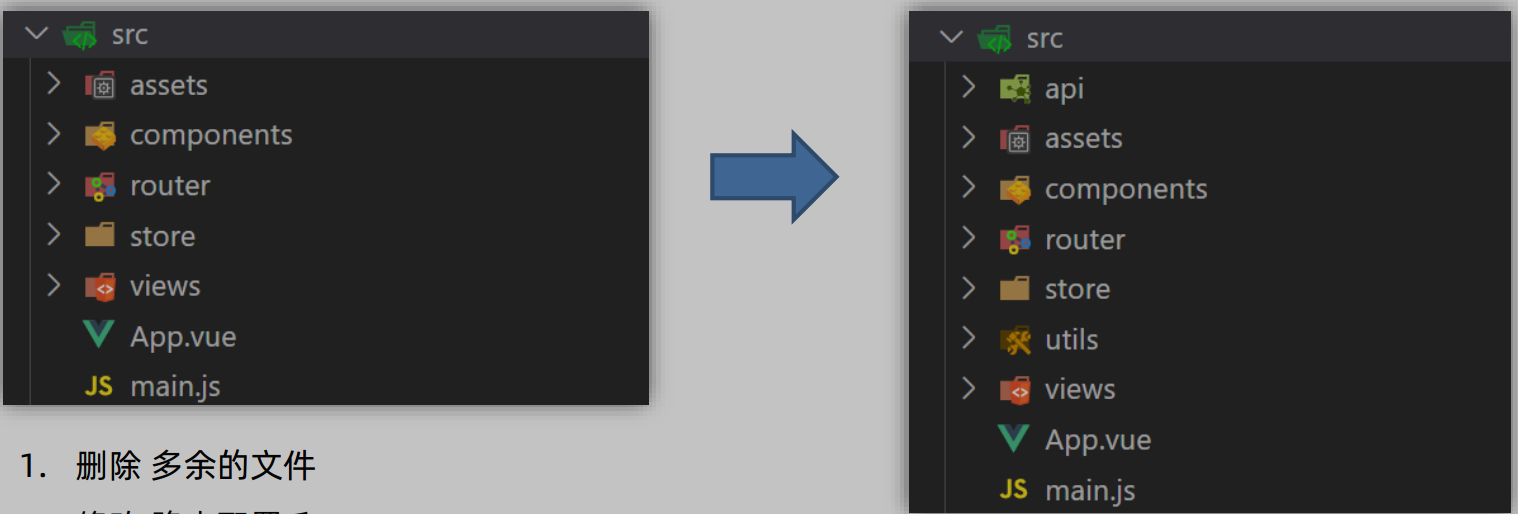 src
assets
components
router
store
views
App.vue
JS main.js
src
api
assets
components
router
store
utils
views
App.vue
JS main.js
1. 删除 多余的文件